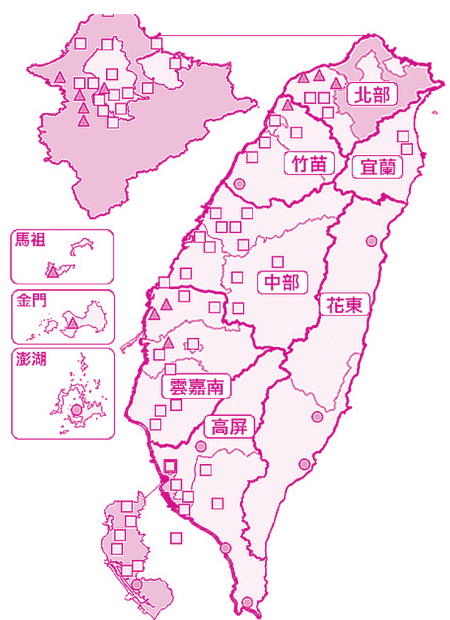 北部
竹苗
宜蘭
馬祖
中部
金門
花東
澎湖
雲嘉南
高屏